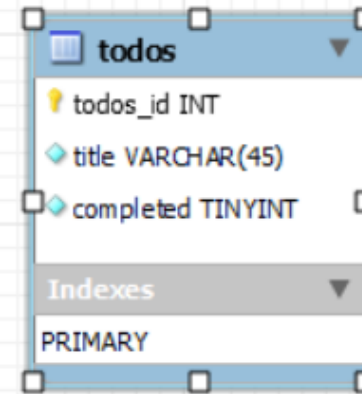 todos
todos_id INT
title VARCHAR(45)
completed TINYINT
Indexes
PRIMARY